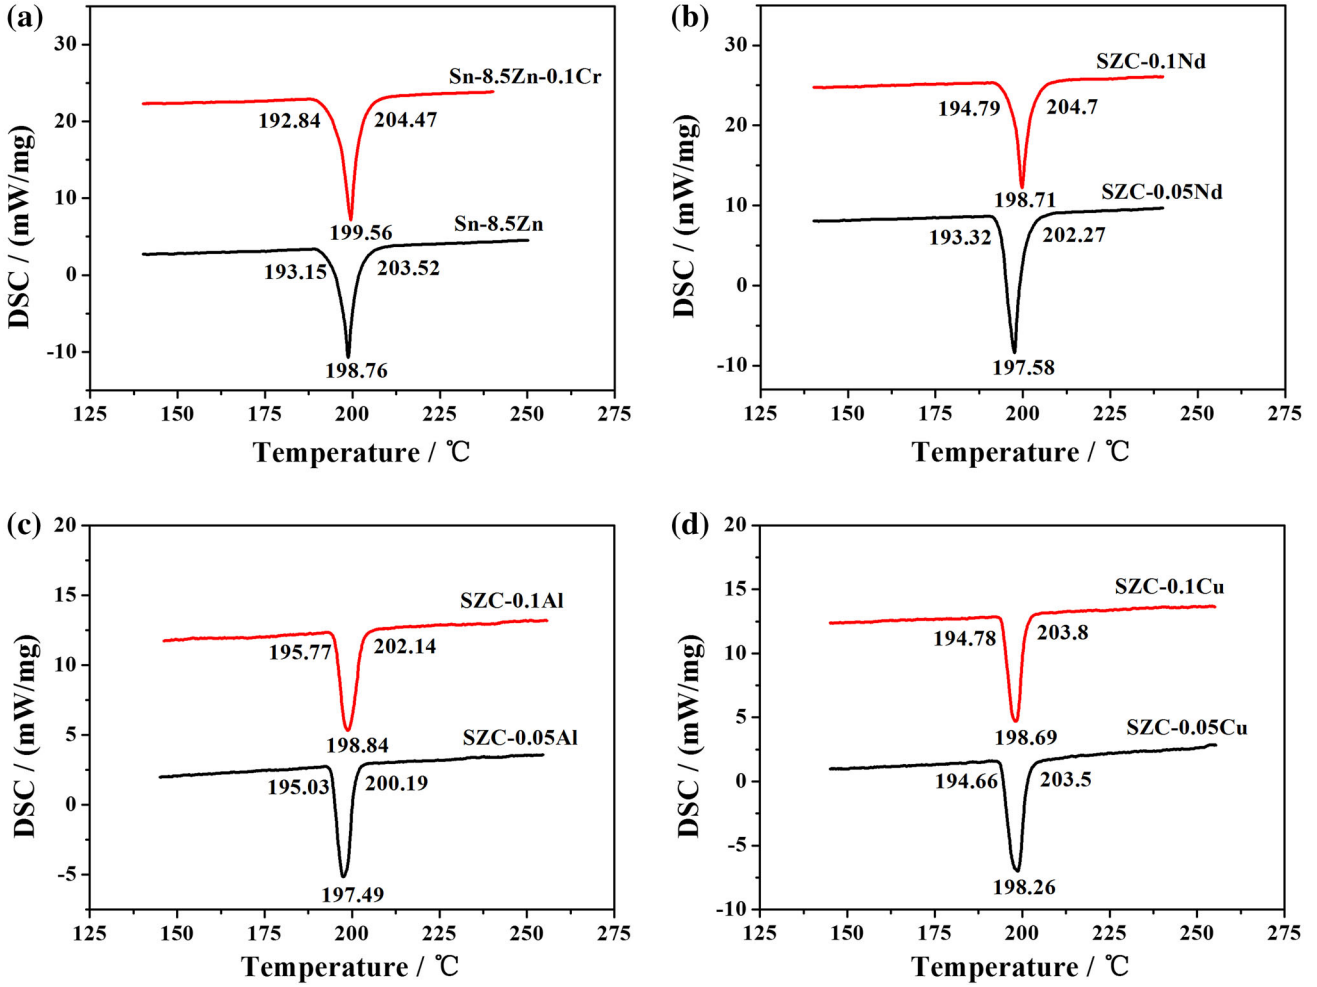 (a)
30
20
10
0
-10
DSC / (mW/mg)
Sn-8.5Zn-0.1Cr
192.84
204.47
199.56
Sn-8.5Zn
193.15
203.52
198.76
125 150 175 200 225 250 275
Temperature / ℃
(b)
30
20
10
0
-10
DSC / (mW/mg)
SZC-0.1Nd
194.79
204.7
198.71
SZC-0.05Nd
193.32
202.27
197.58
125 150 175 200 225 250 275
Temperature / ℃
(c)
20
15
10
5
0
-5
DSC / (mW/mg)
SZC-0.1Al
195.77
202.14
198.84
SZC-0.05Al
195.03
200.19
197.49
125 150 175 200 225 250 275
Temperature / ℃
(d)
20
15
10
5
0
-5
-10
DSC / (mW/mg)
SZC-0.1Cu
194.78
203.8
198.69
SZC-0.05Cu
194.66
203.5
198.26
125 150 175 200 225 250 275
Temperature / ℃